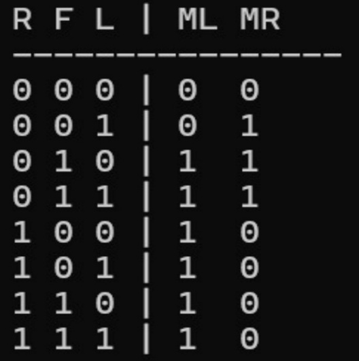 R F L | ML MR
-----------------
0 0 0 | 0 0
0 0 1 | 0 1
0 1 0 | 1 1
0 1 1 | 1 1
1 0 0 | 1 0
1 0 1 | 1 0
1 1 0 | 1 0
1 1 1 | 1 0